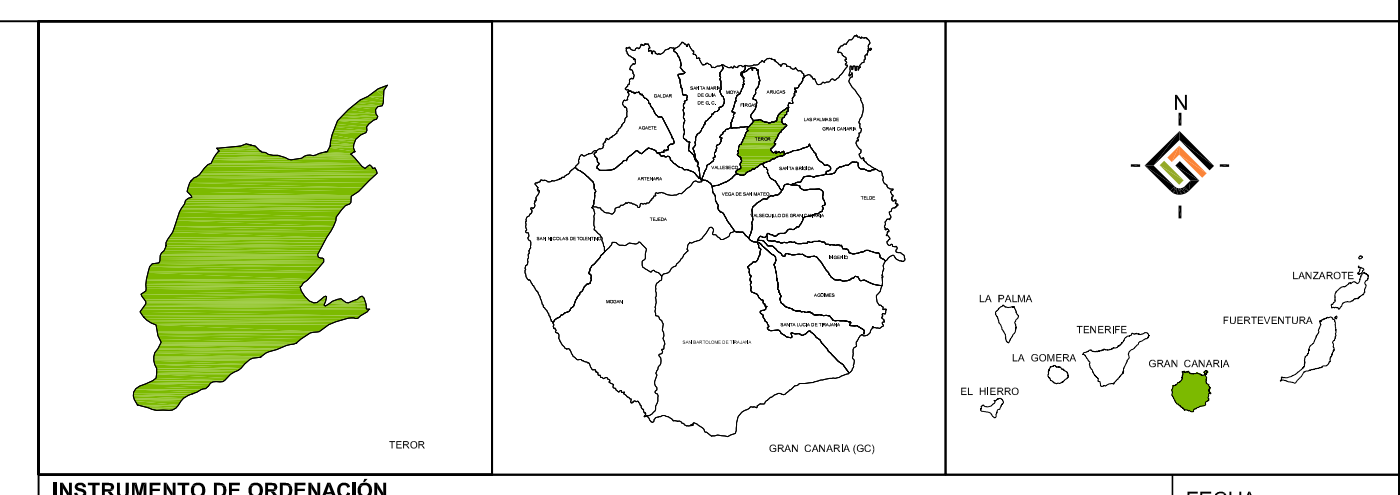 TEROR
GALDAR
SANTA MARIA
DE GUIA
DE G. C.
MOYA
FIRGAS
ARUCAS
LAS PALMAS DE
GRAN CANARIA
AGAETE
TEROR
VALLESECO
SANTA BRIGIDA
ARTENARA
VEGA DE SAN MATEO
TELDE
TEJEDA
VALSEQUILLO DE GRAN CANARIA
SAN NICOLAS DE TOLENTINO
INGENIO
MOGAN
AGÜIMES
SANTA LUCIA DE TIRAJANA
SAN BARTOLOME DE TIRAJANA
GRAN CANARIA (GC)
N
LANZAROTE
LA PALMA
FUERTEVENTURA
TENERIFE
LA GOMERA
GRAN CANARIA
EL HIERRO
INSTRUMENTO DE ORDENACIÓN
FECHA